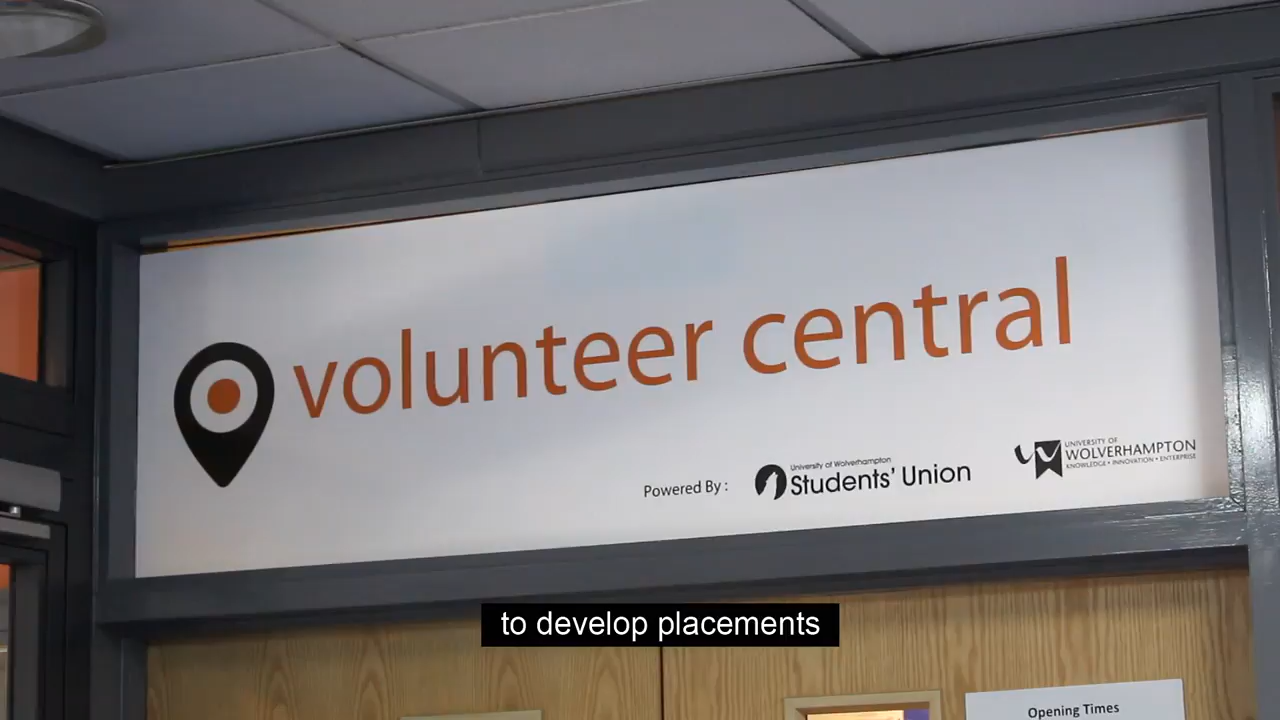 volunteer central
Powered By :
University of Wolverhampton
Students' Union
UNIVERSITY OF
WOLVERHAMPTON
KNOWLEDGE • INNOVATION • ENTERPRISE
to develop placements
Opening Times